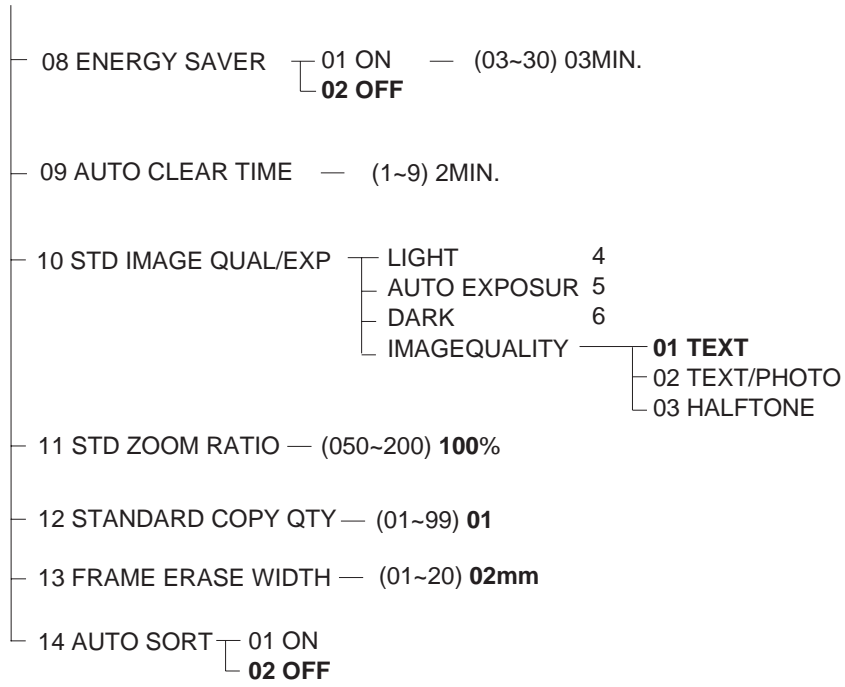 08 ENERGY SAVER 01 ON (03~30) 03MIN.
02 OFF
09 AUTO CLEAR TIME (1~9) 2MIN.
10 STD IMAGE QUAL/EXP LIGHT 4
AUTO EXPOSUR 5
DARK 6
IMAGEQUALITY 01 TEXT
02 TEXT/PHOTO
03 HALFTONE
11 STD ZOOM RATIO (050~200) 100%
12 STANDARD COPY QTY (01~99) 01
13 FRAME ERASE WIDTH (01~20) 02mm
14 AUTO SORT 01 ON
02 OFF